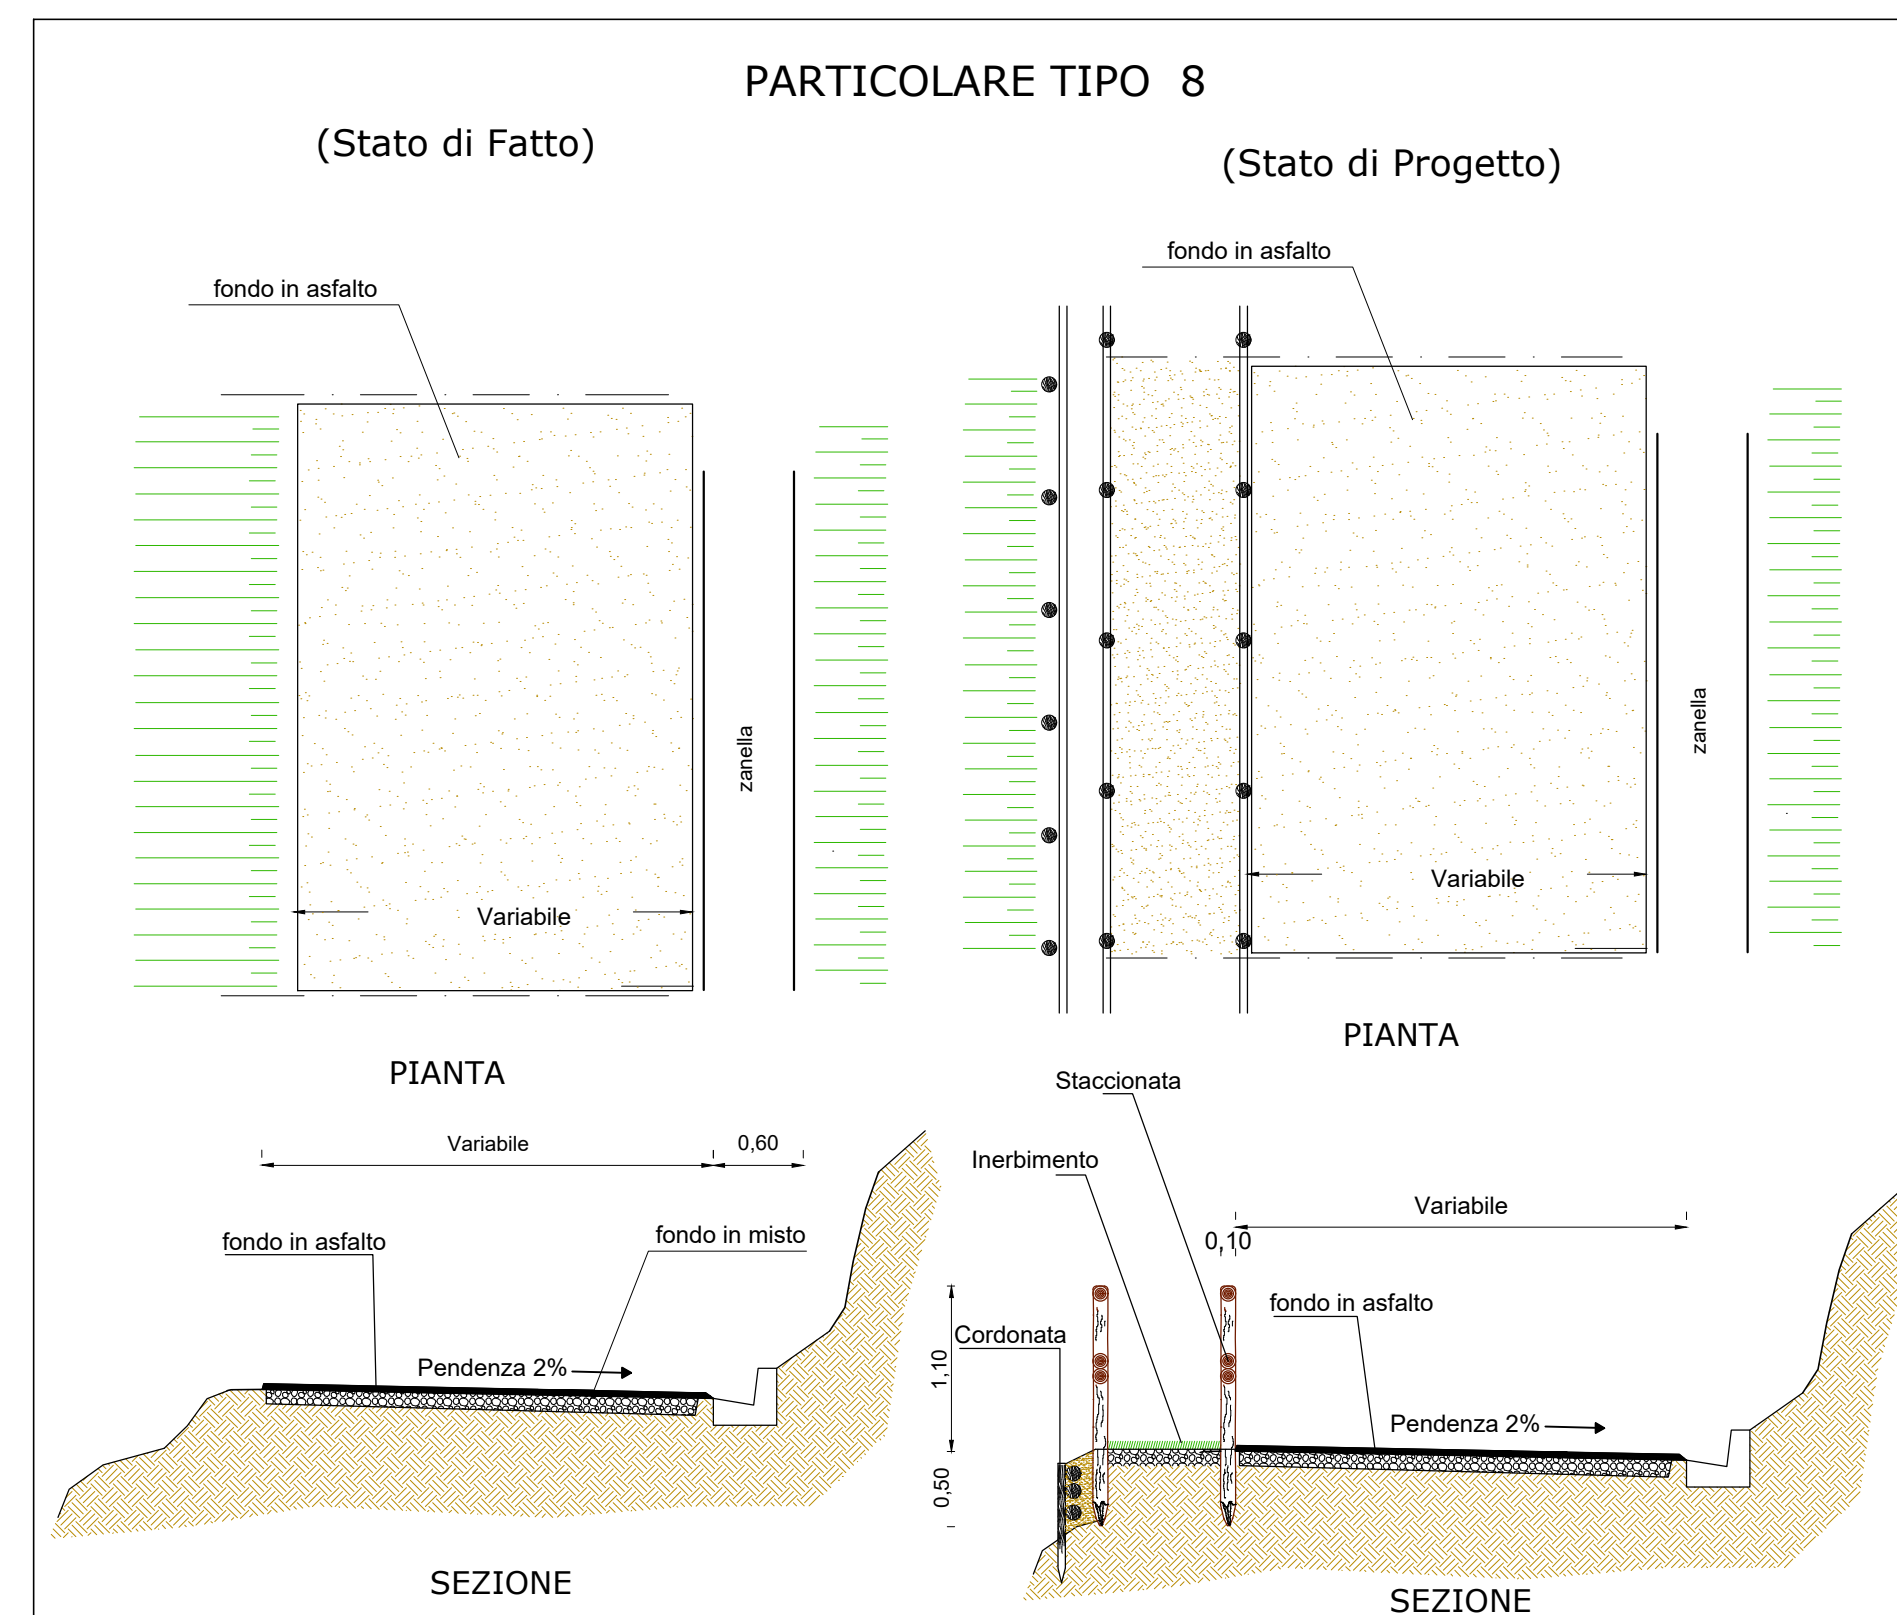 PARTICOLARE TIPO 8
(Stato di Fatto)
(Stato di Progetto)
fondo in asfalto
fondo in asfalto
zanella
zanella
Variabile
Variabile
PIANTA
PIANTA
Staccionata
Variabile
0,60
Inerbimento
Variabile
0,10
fondo in asfalto
fondo in misto
fondo in asfalto
Cordonata
1,10
Pendenza 2%
Pendenza 2%
0,50
SEZIONE
SEZIONE